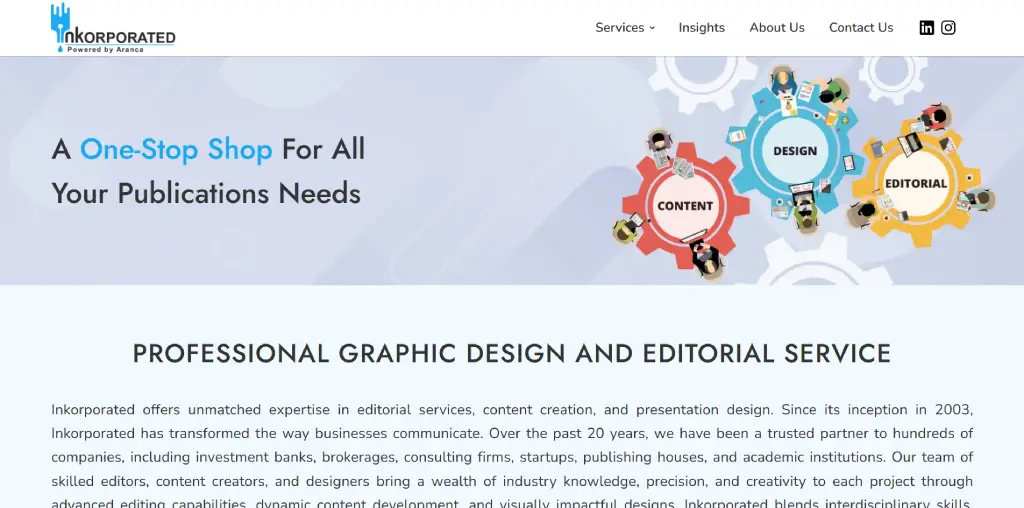 nkORPORATED
Powered by Aranca
Services
Insights
About Us
Contact Us
A One-Stop Shop For All
Your Publications Needs
CONTENT
DESIGN
EDITORIAL
PROFESSIONAL GRAPHIC DESIGN AND EDITORIAL SERVICE
Inkorporated offers unmatched expertise in editorial services, content creation, and presentation design. Since its inception in 2003,
Inkorporated has transformed the way businesses communicate. Over the past 20 years, we have been a trusted partner to hundreds of
companies, including investment banks, brokerages, consulting firms, startups, publishing houses, and academic institutions. Our team of
skilled editors, content creators, and designers bring a wealth of industry knowledge, precision, and creativity to each project through
advanced editing capabilities, dynamic content development, and visually impactful designs. Inkorporated blends interdisciplinary skills,